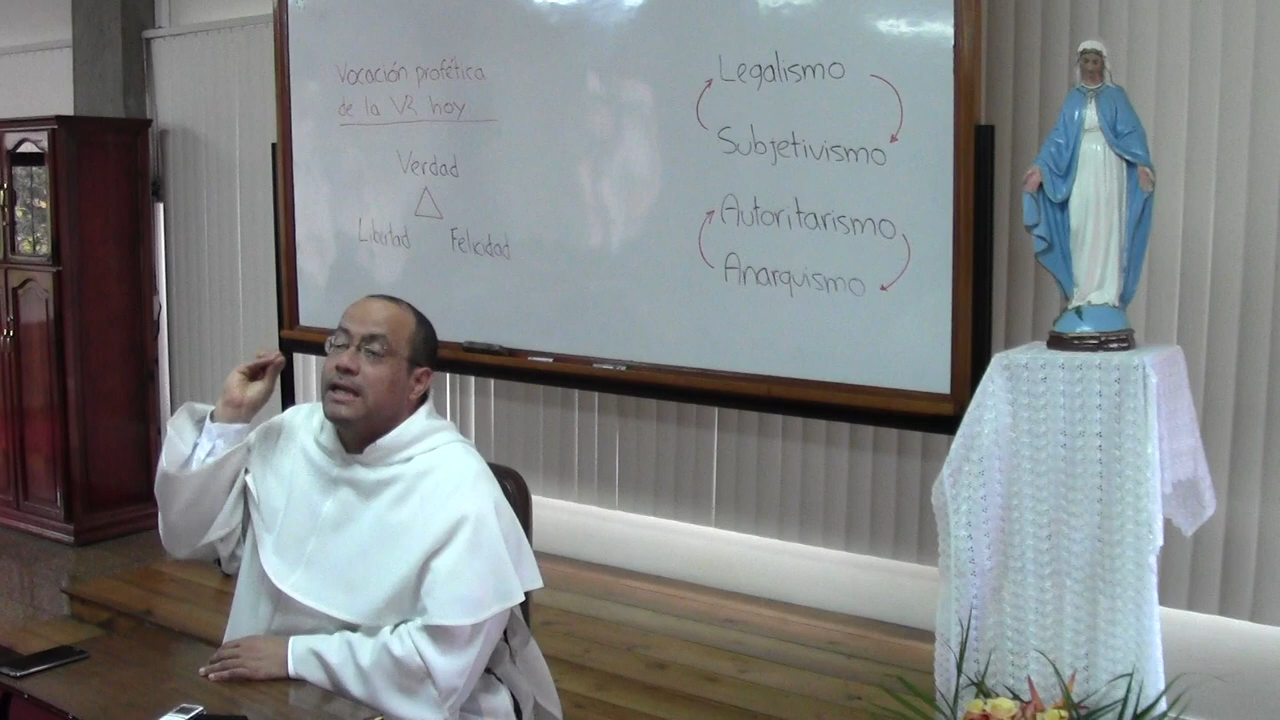 Vocación profética
de la VR hoy
Verdad
Libertad Felicidad
Legalismo
Subjetivismo
Autoritarismo
Anarquismo